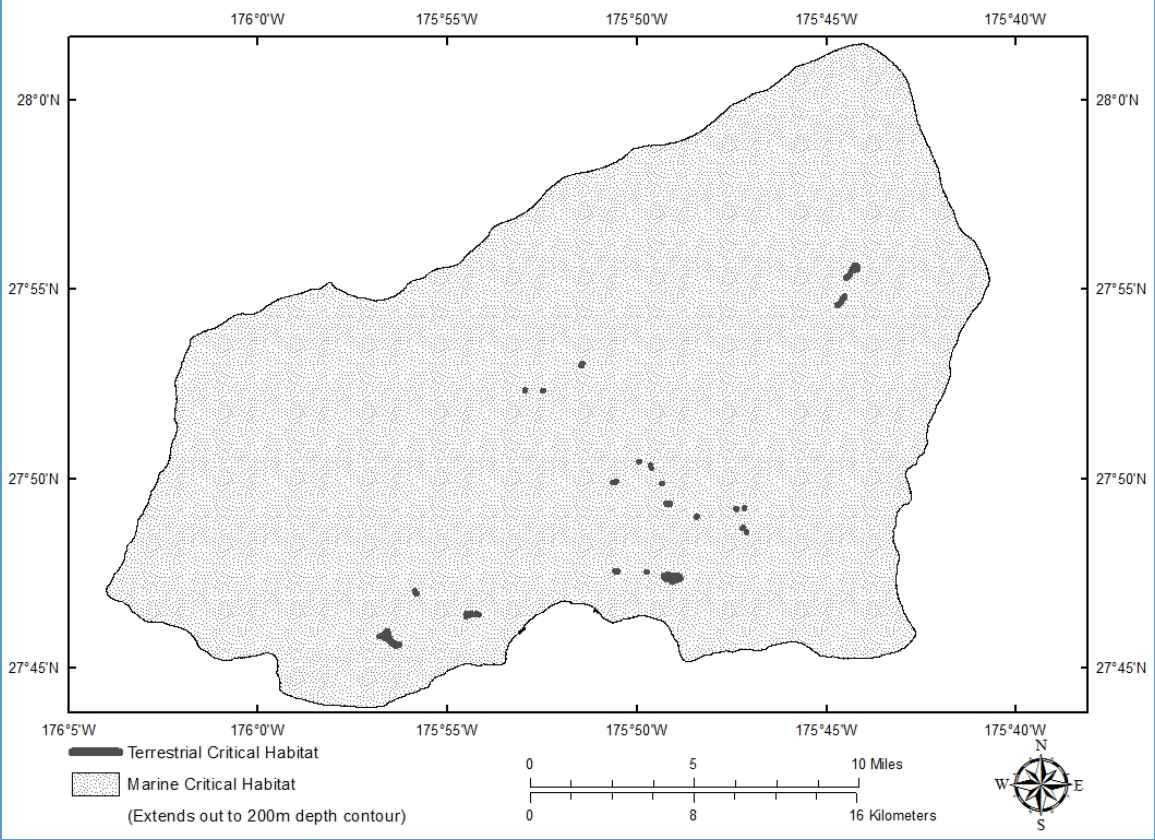 176°0'W 175°55'W 175°50'W 175°45'W 175°40'W
28°0'N 28°0'N
27°55'N 27°55'N
27°50'N 27°50'N
27°45'N 27°45'N
176°5'W 176°0'W 175°55'W 175°50'W 175°45'W 175°40'W
Terrestrial Critical Habitat
Marine Critical Habitat
(Extends out to 200m depth contour)
0 5 10 Miles
0 8 16 Kilometers
N
W E
S